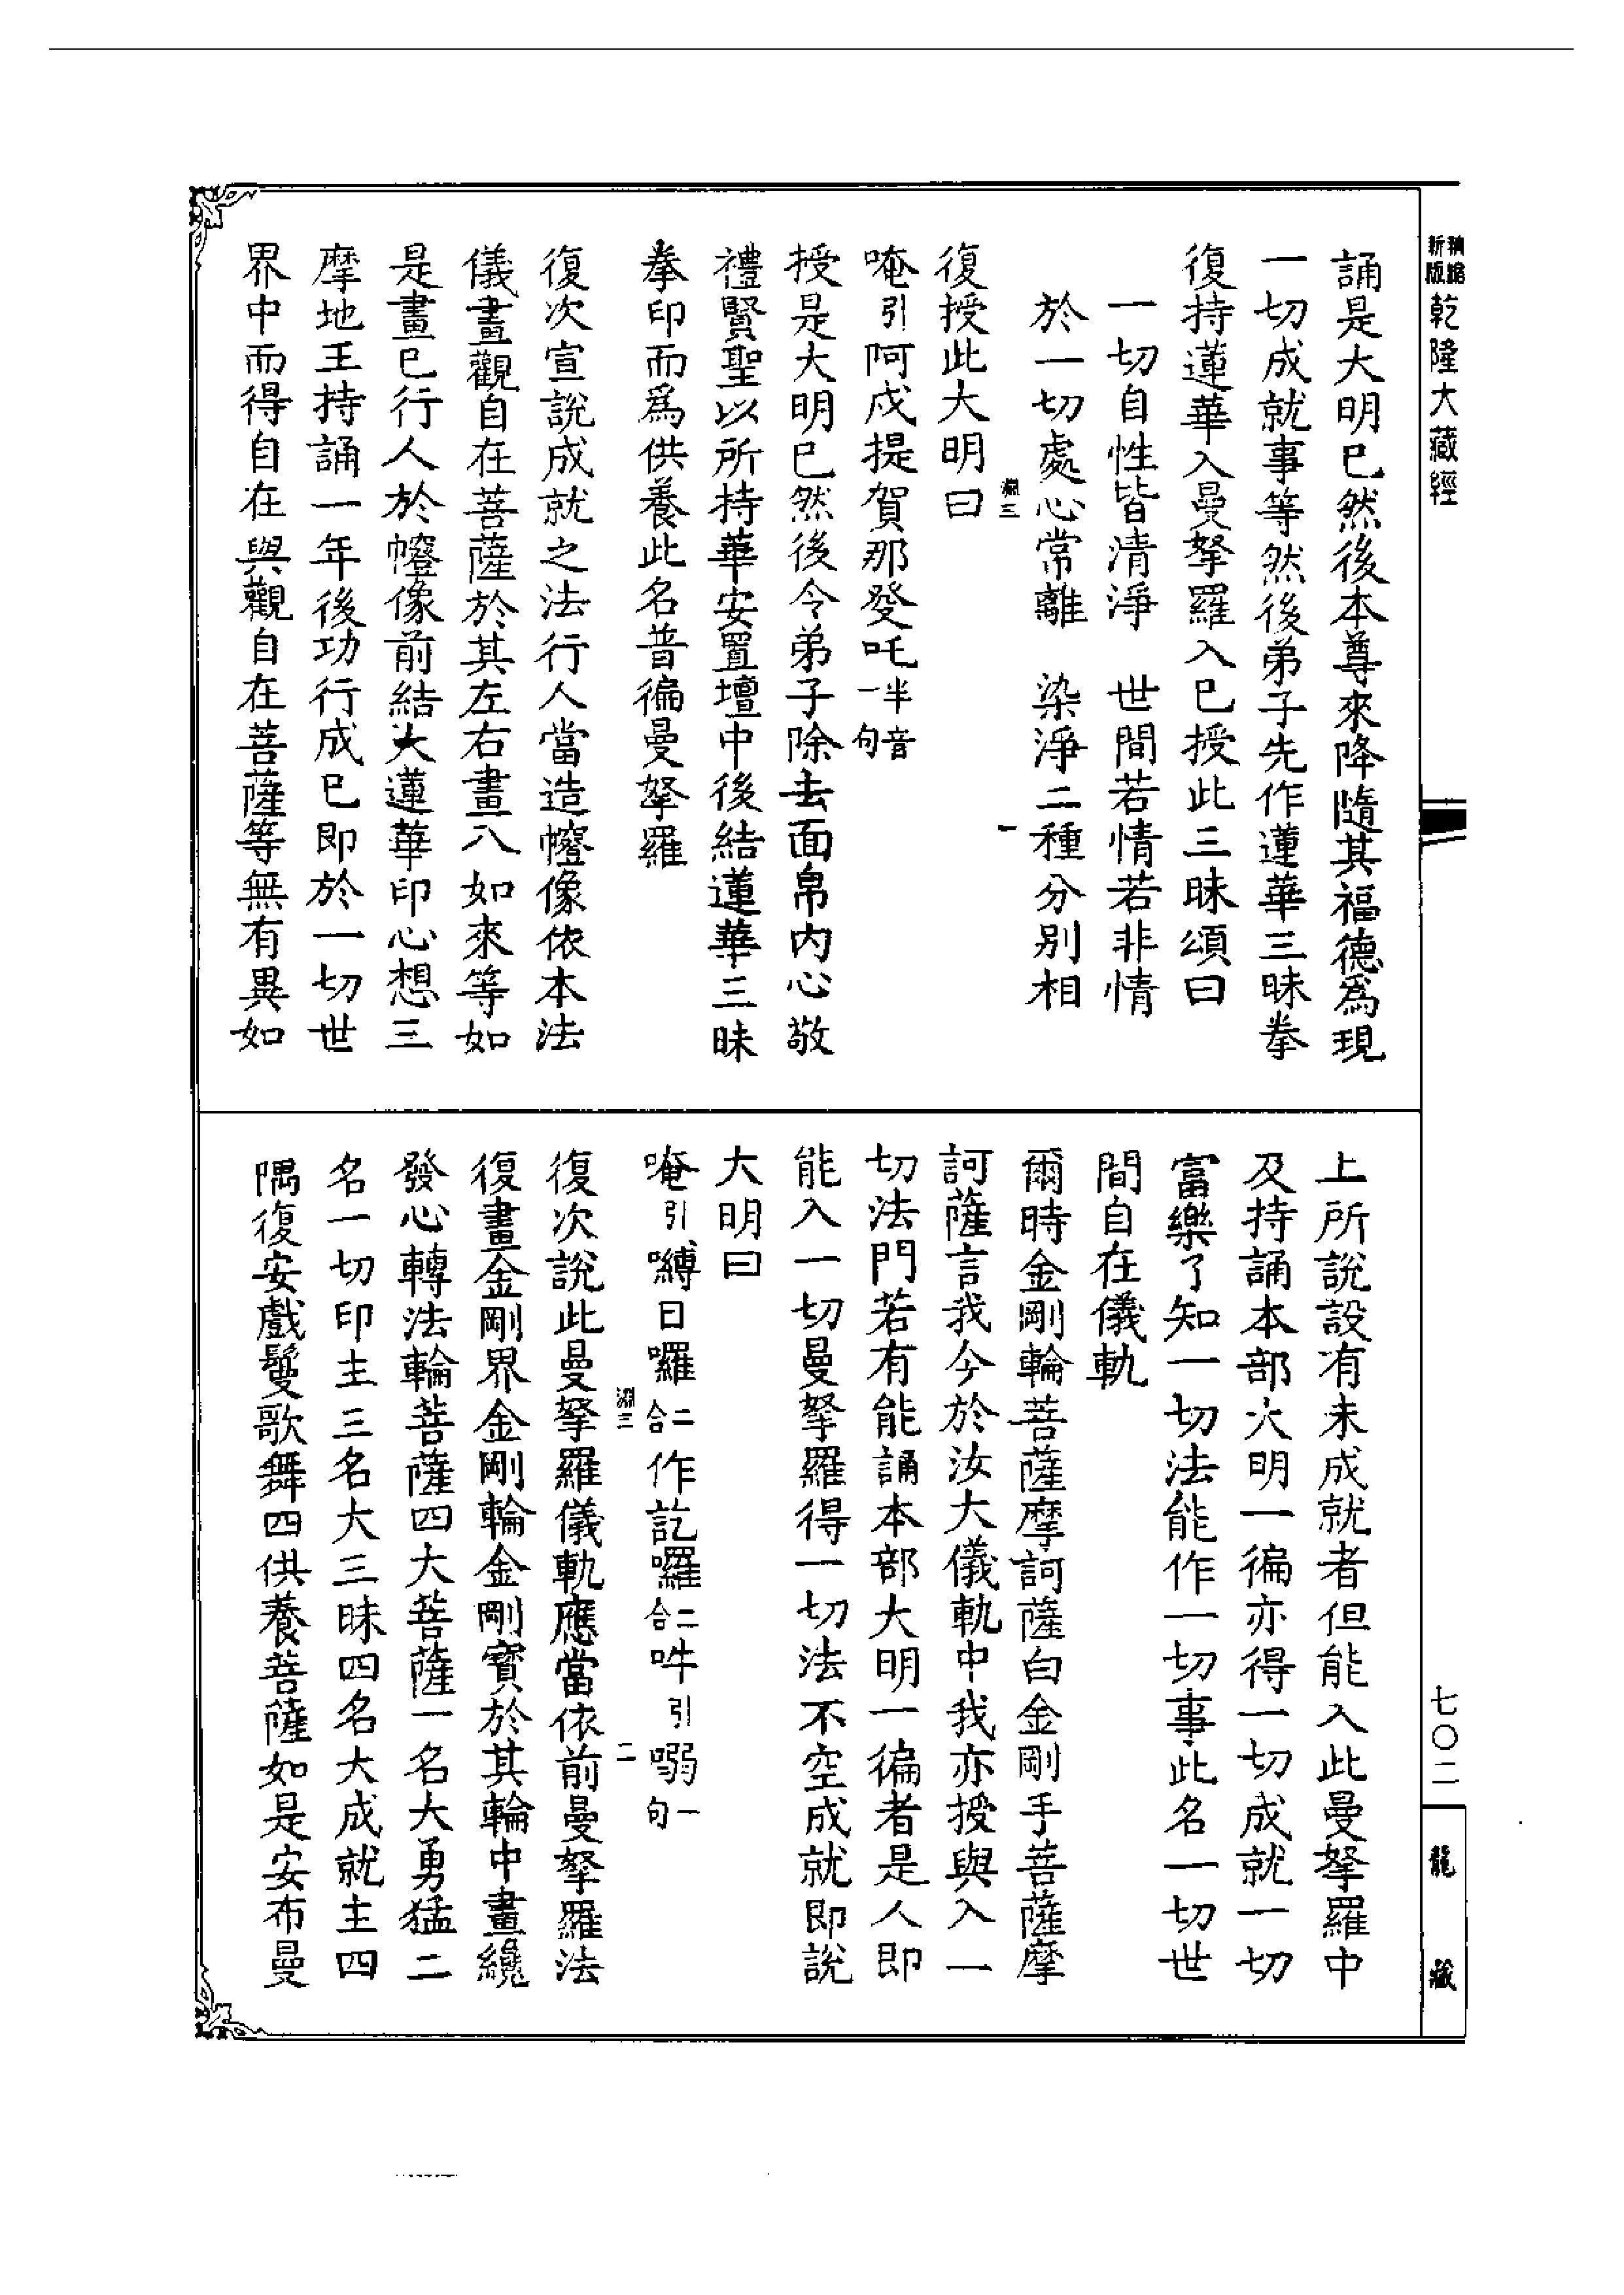 新版精縮
乾隆大藏經
誦是大明已然後本尊來降隨其福德爲現
一切成就事等然後弟子先作蓮華三昧拳
復持蓮華入曼拏羅入已授此三昧頌曰
一切自性皆清淨　世間若情若非情
於一切處心常離　染淨二種分別相
淵三
一
復授此大明曰
唵引阿戍提賀那發吒半音一句
授是大明已然後令弟子除去面帛內心敬
禮賢聖以所持華安置壇中後結蓮華三昧
拳印而爲供養此名普徧曼拏羅
復次宣說成就之法行人當造㡧像依本法
儀畫觀自在菩薩於其左右畫八如來等如
是畫已行人於㡧像前結大蓮華印心想三
摩地王持誦一年後功行成已即於一切世
界中而得自在與觀自在菩薩等無有異如
上所說設有未成就者但能入此曼拏羅中
及持誦本部大明一徧亦得一切成就一切
富樂了知一切法能作一切事此名一切世
間自在儀軌
爾時金剛輪菩薩摩訶薩白金剛手菩薩摩
訶薩言我今於汝大儀軌中我亦授與入一
切法門若有能誦本部大明一徧者是人即
能入一切曼拏羅得一切法不空成就即說
大明曰
唵引嚩日囉二合作訖囉二合吽引嗢一句
淵三
二
復次說此曼拏羅儀軌應當依前曼拏羅法
復畫金剛界金剛輪金剛寶於其輪中畫纔
發心轉法輪菩薩四大菩薩一名大勇猛二
名一切印主三名大三昧四名大成就主四
隅復安戲鬘歌舞四供養菩薩如是安布曼
七〇二
龍藏